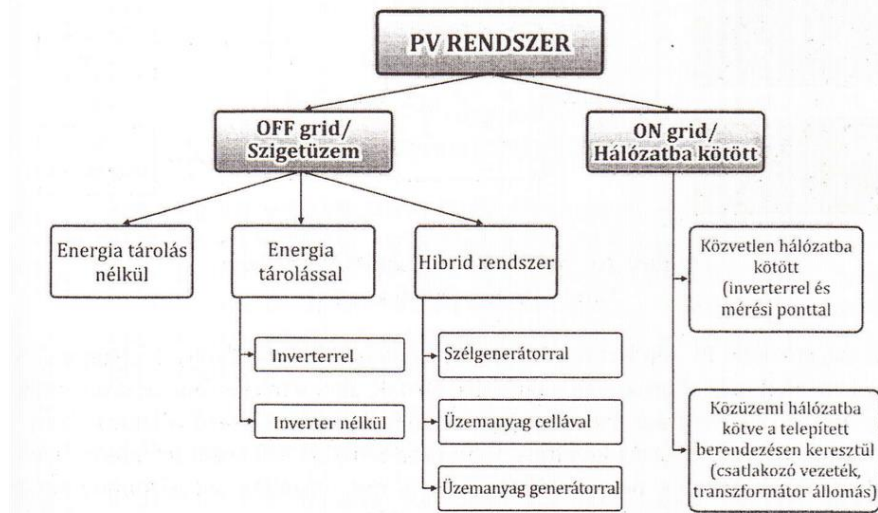 PV RENDSZER
OFF grid/
Szigetüzem
ON grid/
Hálózatba kötött
Energia tárolás
nélkül
Energia
tárolással
Hibrid rendszer
Inverterrel
Inverter nélkül
Szélgenerátorral
Üzemanyag cellával
Üzemanyag generátorral
Közvetlen hálózatba
kötött
(inverterrel és
mérési ponttal
Közüzemi hálózatba
kötve a telepített
berendezésen keresztül
(csatlakozó vezeték,
transzformátor állomás)